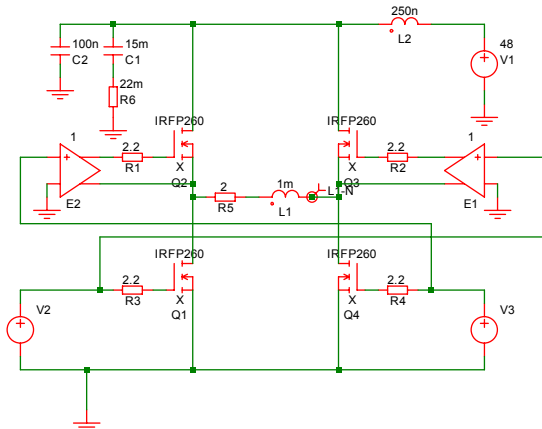 250n
L2
100n
C2
15m
C1
48
V1
22m
R6
IRFP260
IRFP260
1
2.2
R1
X
Q2
2.2
R2
X
Q3
1
E2
E1
2
R5
1m
L1
L1-N
IRFP260
IRFP260
2.2
R3
X
Q1
2.2
R4
X
Q4
V2
V3